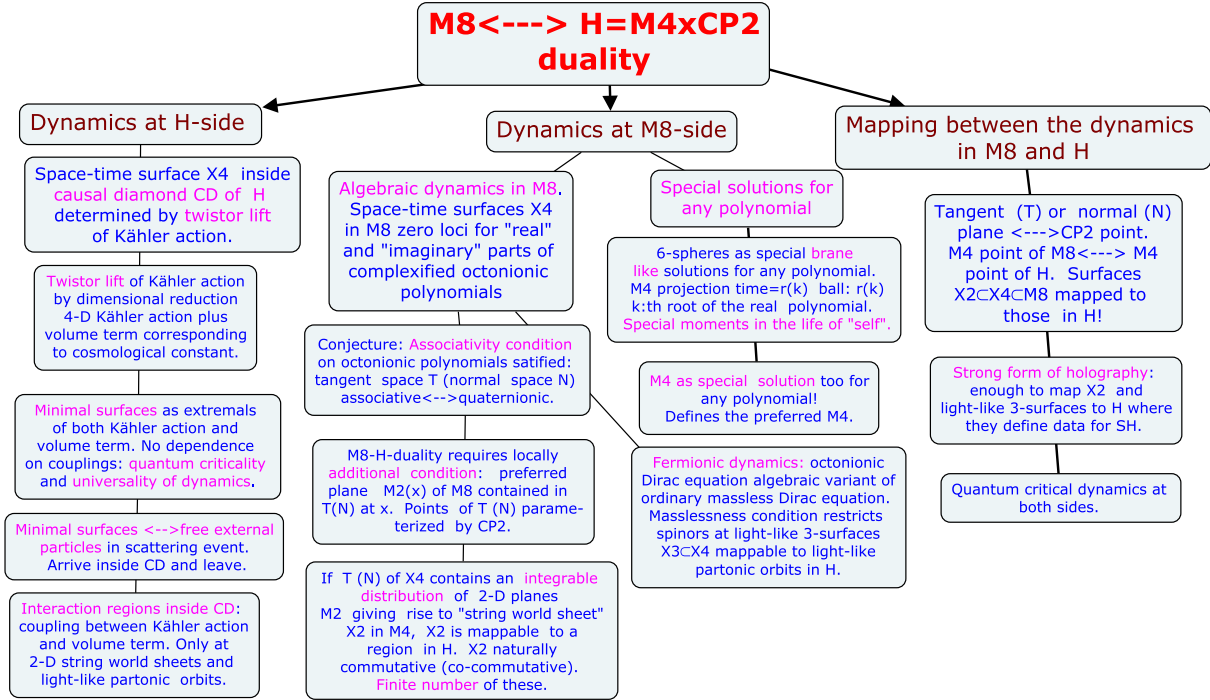 M8<---> H=M4xCP2
duality
Dynamics at H-side
Space-time surface X4 inside
causal diamond CD of H
determined by twistor lift
of Kähler action.
Twistor lift of Kähler action
by dimensional reduction
4-D Kähler action plus
volume term corresponding
to cosmological constant.
Minimal surfaces as extremals
of both Kähler action and
volume term. No dependence
on couplings: quantum criticality
and universality of dynamics.
Minimal surfaces <-->free external
particles in scattering event.
Arrive inside CD and leave.
Interaction regions inside CD:
coupling between Kähler action
and volume term. Only at
2-D string world sheets and
light-like partonic orbits.
Dynamics at M8-side
Algebraic dynamics in M8.
Space-time surfaces X4
in M8 zero loci for "real"
and "imaginary" parts of
complexified octonionic
polynomials
Conjecture: Associativity condition
on octonionic polynomials satified:
tangent space T (normal space N)
associative<-->quaternionic.
M8-H-duality requires locally
additional condition: preferred
plane M2(x) of M8 contained in
T(N) at x. Points of T (N) parame-
terized by CP2.
If T (N) of X4 contains an integrable
distribution of 2-D planes
M2 giving rise to "string world sheet"
X2 in M4, X2 is mappable to a
region in H. X2 naturally
commutative (co-commutative).
Finite number of these.
Special solutions for
any polynomial
6-spheres as special brane
like solutions for any polynomial.
M4 projection time=r(k) ball: r(k)
k:th root of the real polynomial.
Special moments in the life of "self".
M4 as special solution too for
any polynomial!
Defines the preferred M4.
Fermionic dynamics: octonionic
Dirac equation algebraic variant of
ordinary massless Dirac equation.
Masslessness condition restricts
spinors at light-like 3-surfaces
X3⊂X4 mappable to light-like
partonic orbits in H.
Mapping between the dynamics
in M8 and H
Tangent (T) or normal (N)
plane <--->CP2 point.
M4 point of M8<---> M4
point of H. Surfaces
X2⊂X4⊂M8 mapped to
those in H!
Strong form of holography:
enough to map X2 and
light-like 3-surfaces to H where
they define data for SH.
Quantum critical dynamics at
both sides.